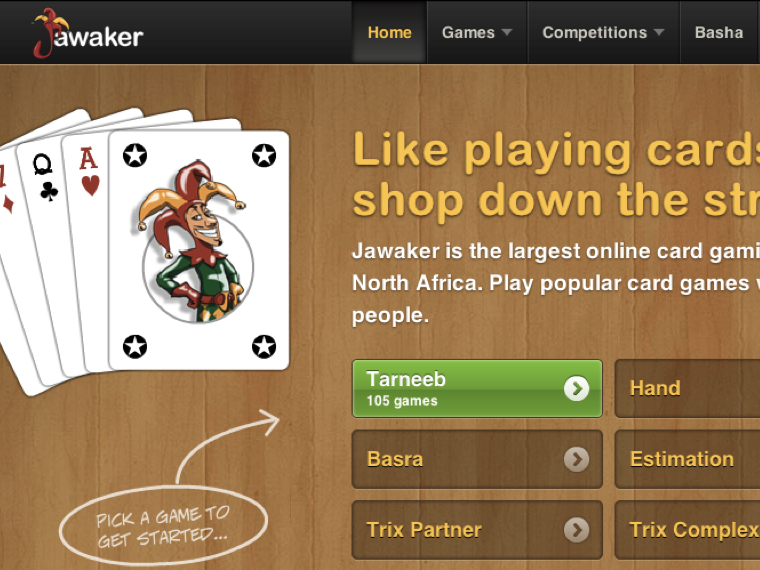 Jawaker
Home
Games
Competitions
Basha
Q
A
Like playing cards
shop down the str
Jawaker is the largest online card gami
North Africa. Play popular card games w
people.
Tarneeb
105 games
Hand
Basra
Estimation
Trix Partner
Trix Complex
PICK A GAME TO
GET STARTED...